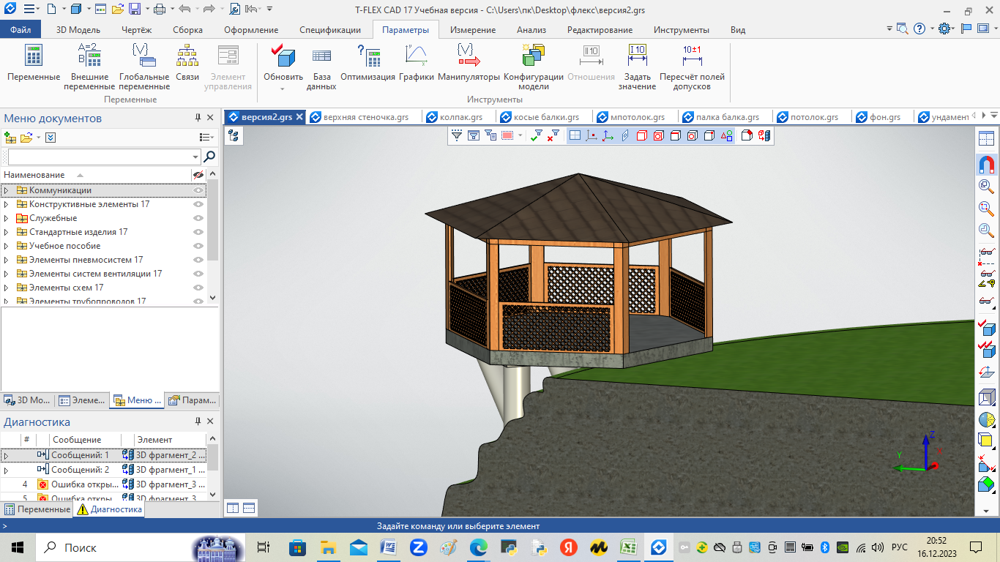 T-FLEX CAD 17 Учебная версия - C:\Users\пк\Desktop\флекс\версия2.grs
Файл 3D Модель Чертёж Сборка Оформление Спецификации Параметры Измерение Анализ Редактирование Инструменты Вид
Переменные Внешние переменные Глобальные переменные Связи Элемент управления Обновить База данных Оптимизация Графики Манипуляторы Конфигурации модели Отношения Задать значение Пересчёт полей допусков
Переменные Инструменты
Меню документов
версия2.grs верхняя стеночка.grs колпак.grs косые балки.grs мпотолок.grs палка балка.grs потолок.grs фон.grs ундамент
Наименование
Коммуникации
Конструктивные элементы 17
Служебные
Стандартные изделия 17
Учебное пособие
Элементы пневмосистем 17
Элементы систем вентиляции 17
Элементы схем 17
Элементы трубопроводов 17
3D Мо... Элеме... Меню ... Парам...
Диагностика
# Сообщение Элемент
Сообщений: 1 3D фрагмент_2 ...
Сообщений: 2 3D фрагмент_1 ...
4 Ошибка откры... 3D фрагмент_3 ...
5 Ошибка откры... 3D фрагмент_3
Переменные Диагностика
Z
X
Y
> Задайте команду или выберите элемент
Поиск
РУС
20:52
16.12.2023